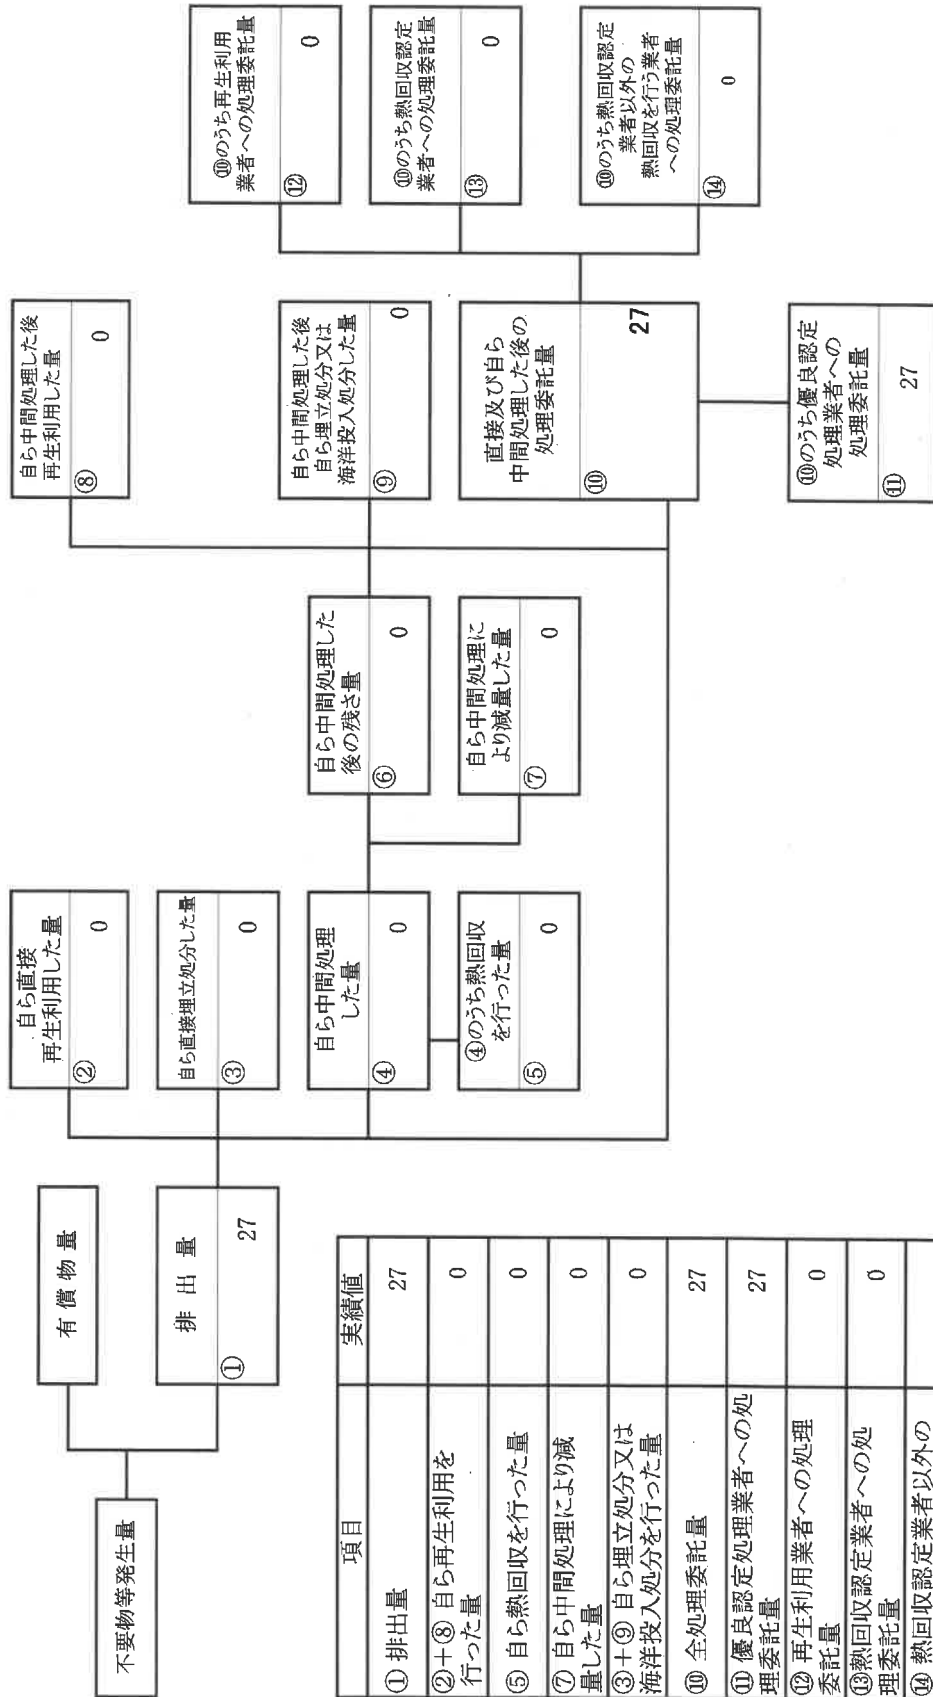 不要物等発生量
有 償 物 量
排 出 量
①
27
自ら直接
再生利用した量
②
0
自ら直接埋立処分した量
③
0
自ら中間処理
した量
④
0
④のうち熱回収
を行った量
⑤
0
自ら中間処理した
後の残さ量
⑥
0
自ら中間処理に
より減量した量
⑦
0
自ら中間処理した後
再生利用した量
⑧
0
自ら中間処理した後
自ら埋立処分又は
海洋投入処分した量
⑨
0
直接及び自ら
中間処理した後の
処理委託量
⑩
27
⑩のうち優良認定
処理業者への
処理委託量
⑪
27
⑩のうち再生利用
業者への処理委託量
⑫
0
⑩のうち熱回収認定
業者への処理委託量
⑬
0
⑩のうち熱回収認定
業者以外の
熱回収を行う業者
への処理委託量
⑭
0
項目 実績値
① 排出量 27
②+⑧ 自ら再生利用を
行った量 0
⑤ 自ら熱回収を行った量 0
⑦ 自ら中間処理により減
量した量 0
③+⑨ 自ら埋立処分又は
海洋投入処分を行った量 0
⑩ 全処理委託量 27
⑪ 優良認定処理業者への処
理委託量 27
⑫ 再生利用業者への処理
委託量 0
⑬熱回収認定業者への処
理委託量 0
⑭ 熱回収認定業者以外の